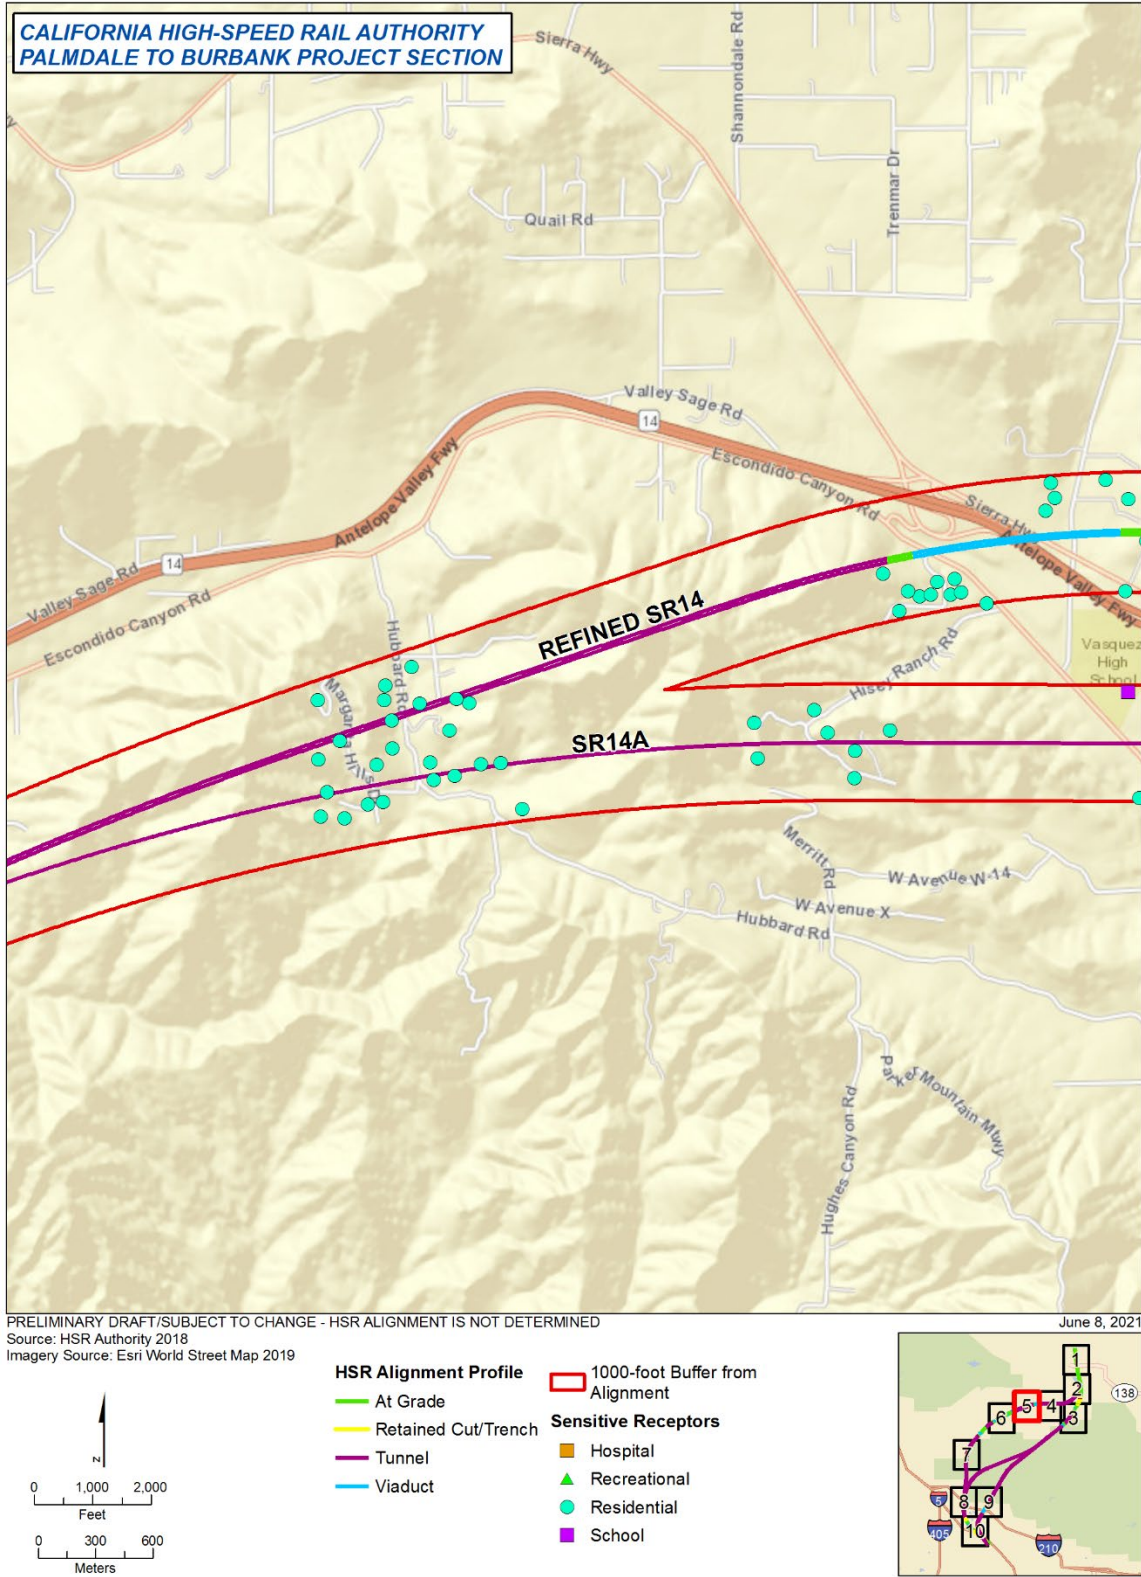 CALIFORNIA HIGH-SPEED RAIL AUTHORITY
PALMDALE TO BURBANK PROJECT SECTION
Sierra Hwy
Shannondale Rd
Trenmar Dr
Quail Rd
Valley Sage Rd
14
Escondido Canyon Rd
Antelope Valley Fwy
Sierra Hwy
Antelope Valley Fwy
14
Valley Sage Rd
Escondido Canyon Rd
REFINED SR14
Hubbard Rd
Hisey Ranch Rd
Vasquez
High
School
Margarita Hills Dr
SR14A
Merritt Rd
W Avenue W-14
W Avenue X
Hubbard Rd
Parker Mountain Mtwy
Hughes Canyon Rd
PRELIMINARY DRAFT/SUBJECT TO CHANGE - HSR ALIGNMENT IS NOT DETERMINED
June 8, 2021
Source: HSR Authority 2018
Imagery Source: Esri World Street Map 2019
HSR Alignment Profile
At Grade
Retained Cut/Trench
Tunnel
Viaduct
1000-foot Buffer from
Alignment
Sensitive Receptors
Hospital
Recreational
Residential
School
z
0 1,000 2,000
Feet
0 300 600
Meters
1
2
138
5
4
6
3
7
8
9
5
10
405
210